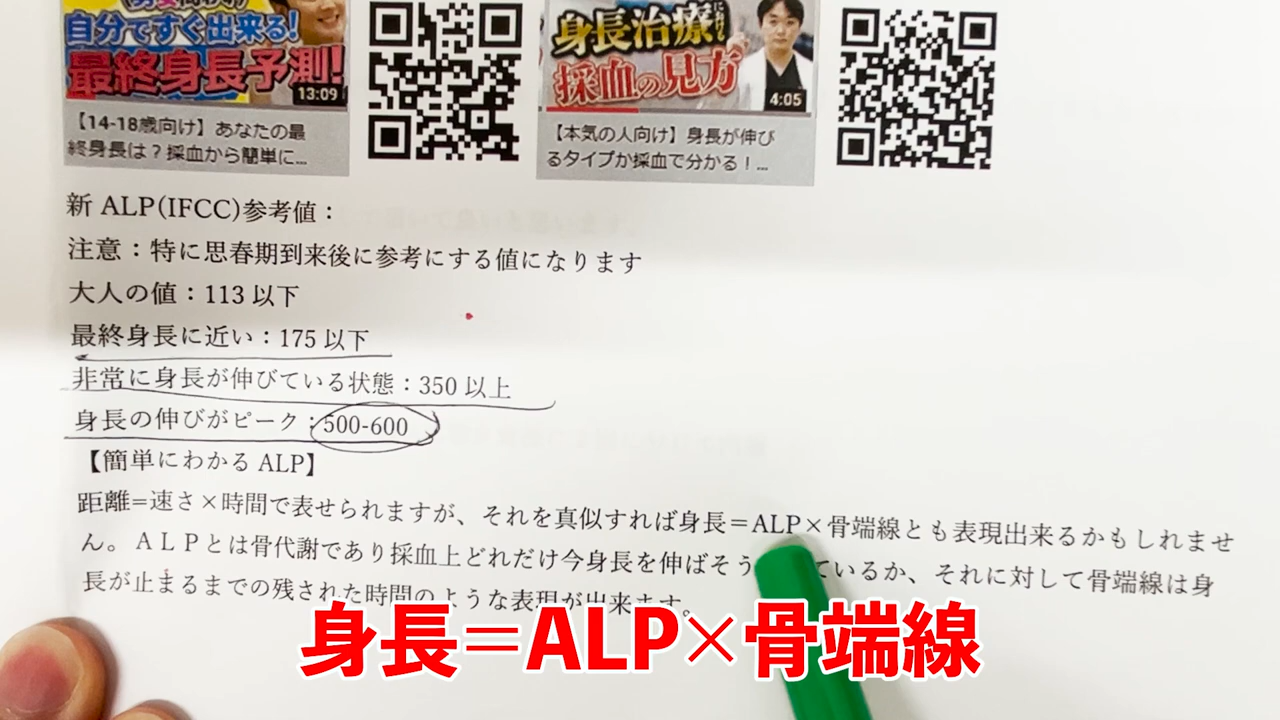 自分ですぐ出来る!
最終身長予測!
13:09
身長治療における
採血の見方
4:05
【14-18歳向け】あなたの最
終身長は？採血から簡単に...
【本気の人向け】身長が伸び
るタイプか採血で分かる！...
新 ALP(IFCC)参考値：
注意：特に思春期到来後に参考にする値になります
大人の値：113 以下
最終身長に近い：175 以下
非常に身長が伸びている状態：350 以上
身長の伸びがピーク：500-600
【簡単にわかる ALP】
距離=速さ×時間で表せられますが、それを真似すれば身長＝ALP×骨端線とも表現出来るかもしれませ
ん。ＡＬＰとは骨代謝であり採血上どれだけ今身長を伸ばそう ているか、それに対して骨端線は身
長が止まるまでの残された時間のような表現が出来ます。
身長＝ALP×骨端線